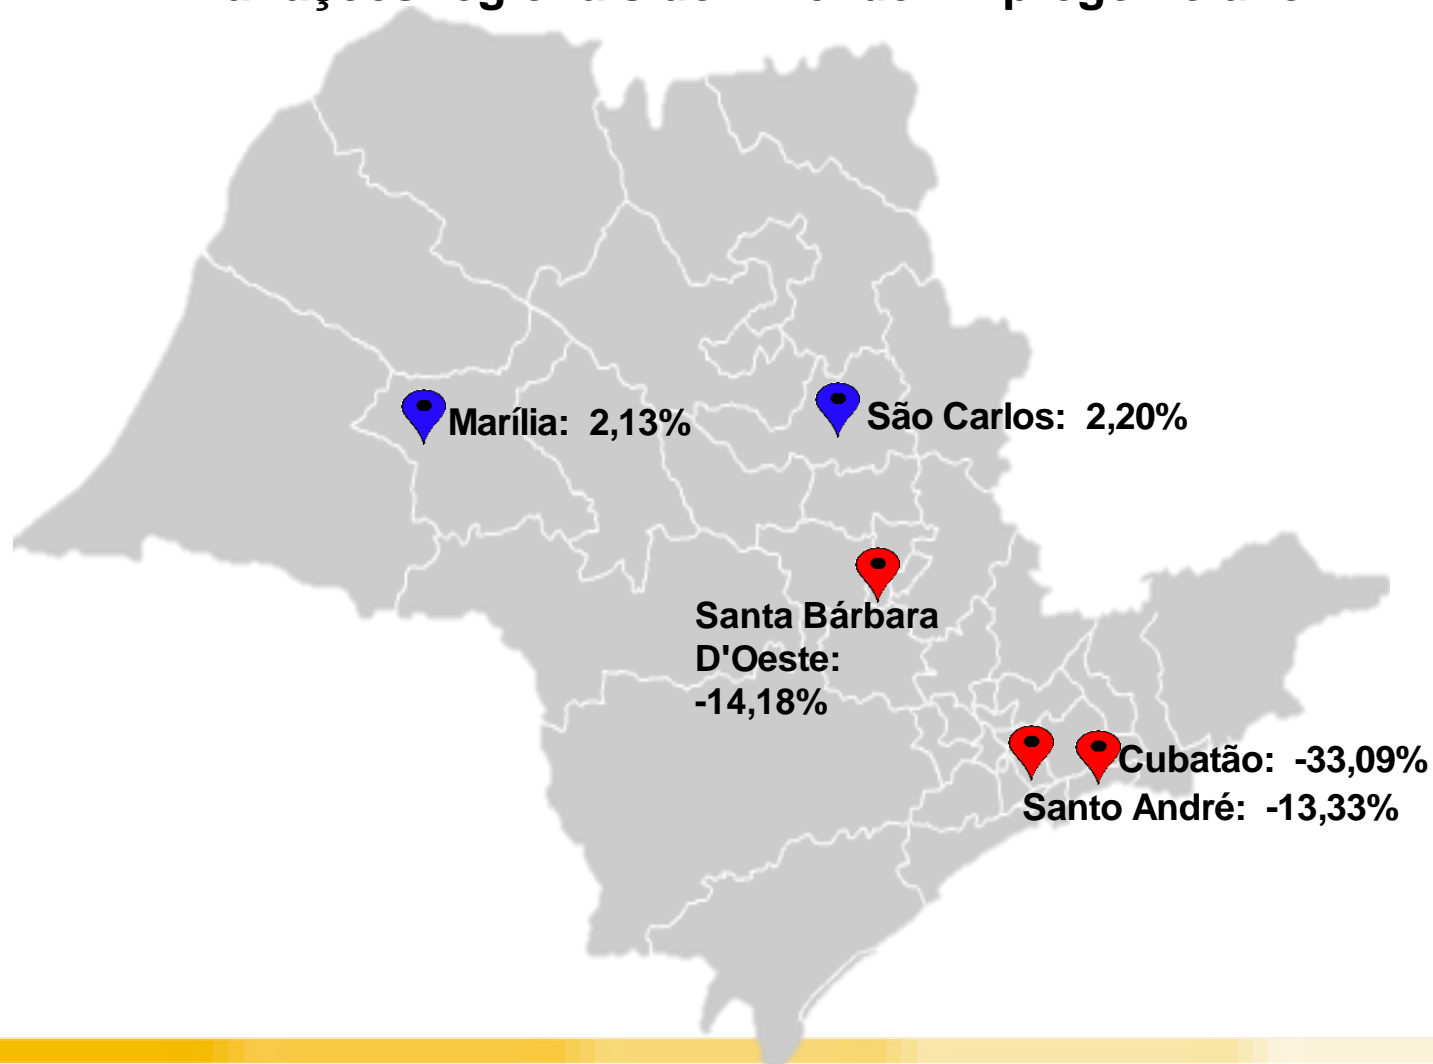 Marília: 2,13%
São Carlos: 2,20%
Santa Bárbara
D'Oeste:
-14,18%
Cubatão: -33,09%
Santo André: -13,33%